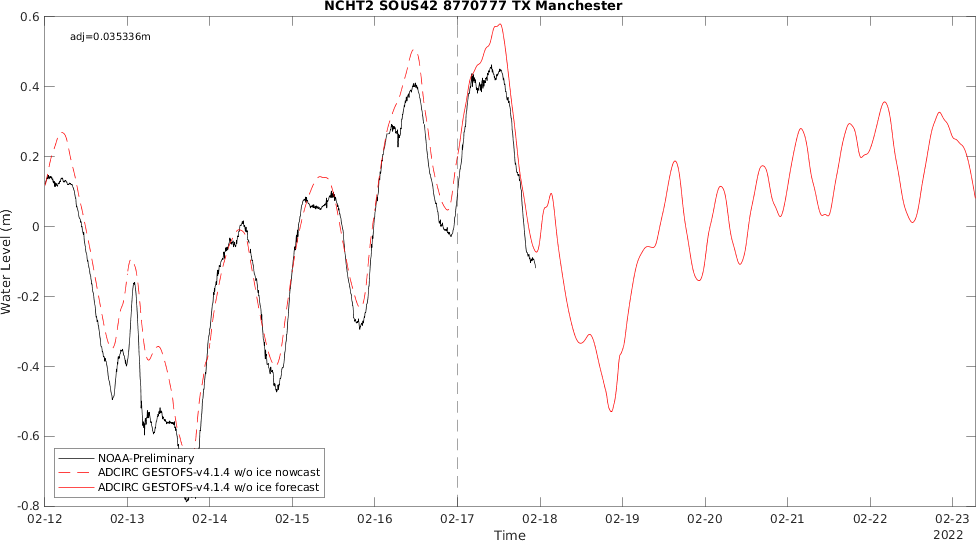 NCHT2 SOUS42 8770777 TX Manchester
adj=0.035336m
0.6
0.4
0.2
0
-0.2
-0.4
-0.6
-0.8
Water Level (m)
NOAA-Preliminary
ADCIRC GESTOFS-v4.1.4 w/o ice nowcast
ADCIRC GESTOFS-v4.1.4 w/o ice forecast
02-12 02-13 02-14 02-15 02-16 02-17 02-18 02-19 02-20 02-21 02-22 02-23
Time
2022